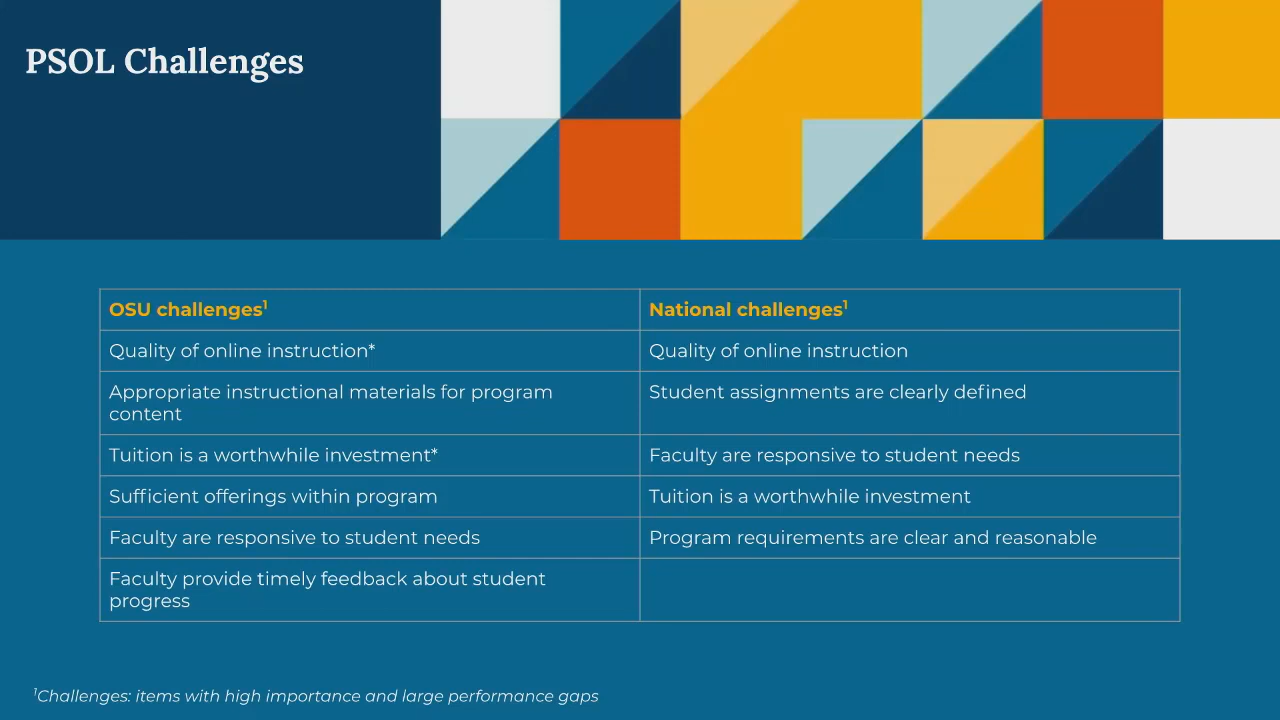 PSOL Challenges
OSU challenges¹
National challenges¹
Quality of online instruction*
Quality of online instruction
Appropriate instructional materials for program
content
Student assignments are clearly defined
Tuition is a worthwhile investment*
Faculty are responsive to student needs
Sufficient offerings within program
Tuition is a worthwhile investment
Faculty are responsive to student needs
Program requirements are clear and reasonable
Faculty provide timely feedback about student
progress
¹Challenges: items with high importance and large performance gaps